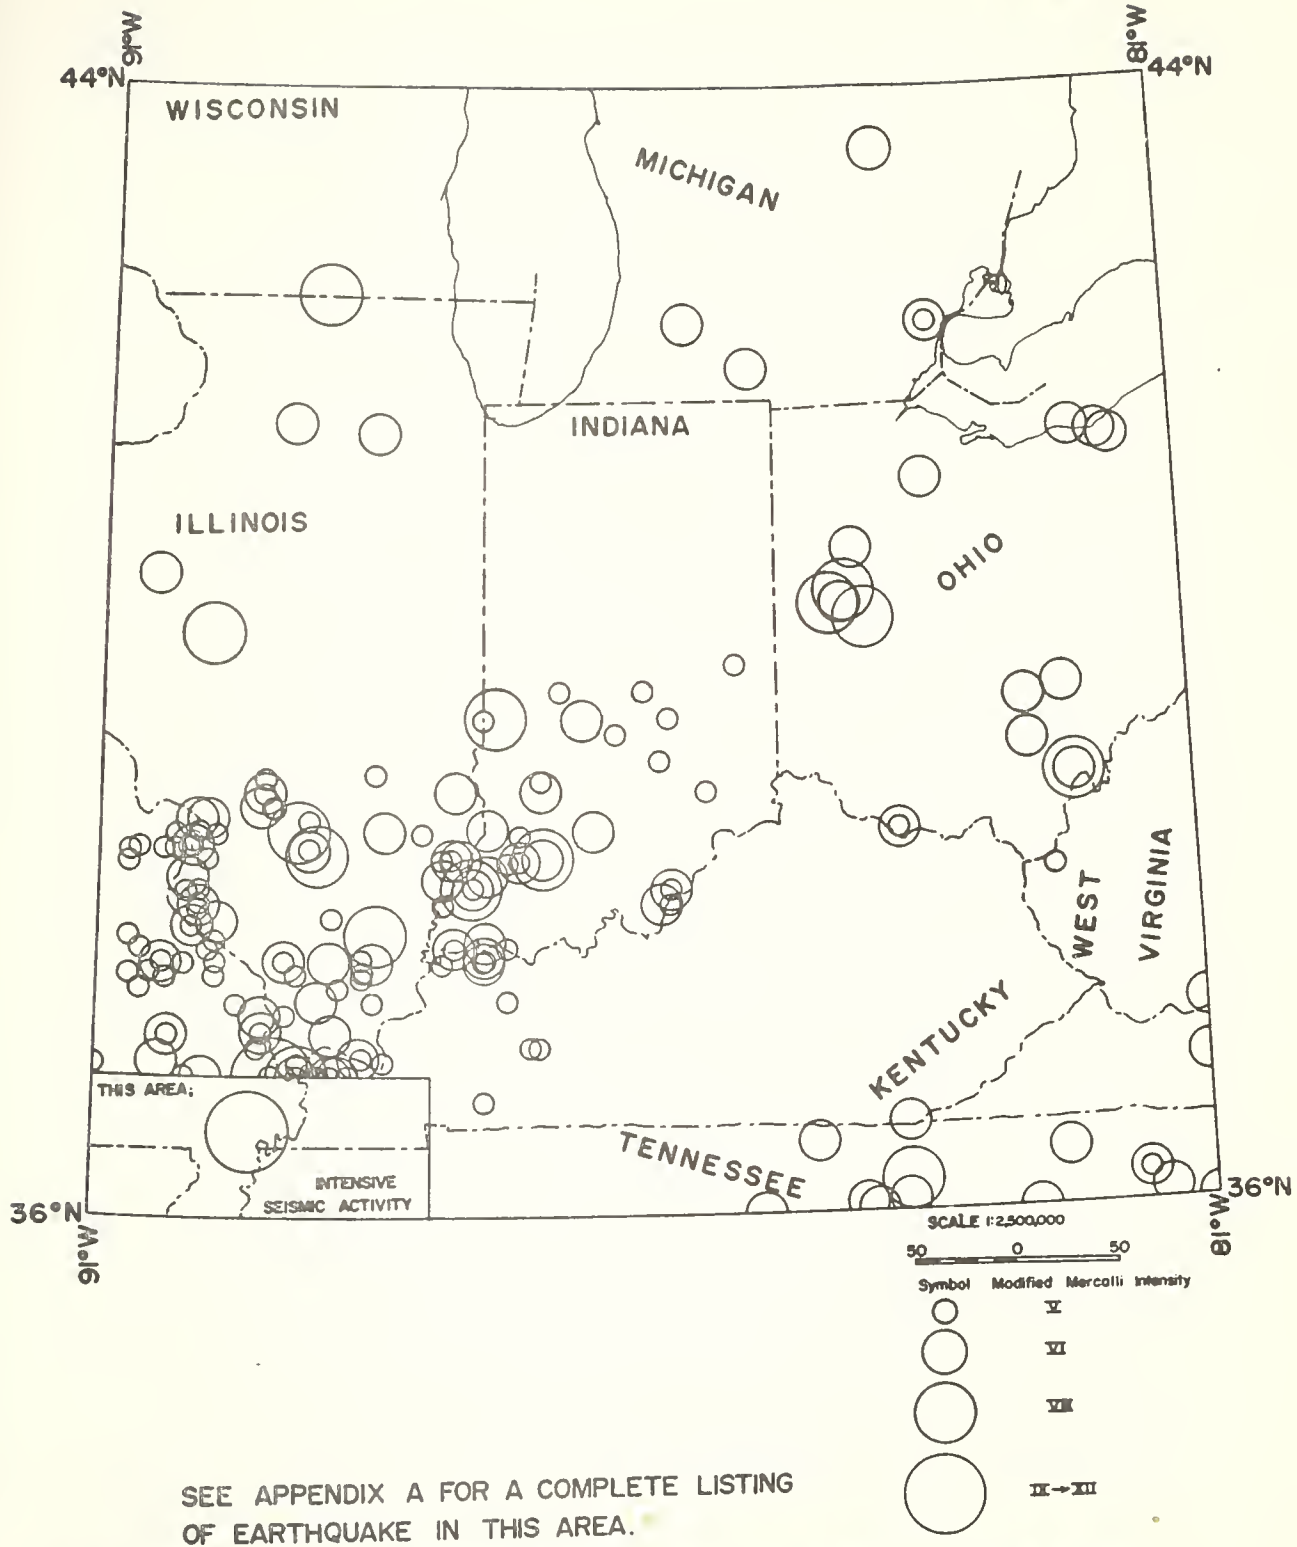 91°W
81°W
44°N
44°N
WISCONSIN
MICHIGAN
INDIANA
ILLINOIS
OHIO
WEST
VIRGINIA
KENTUCKY
THIS AREA;
TENNESSEE
INTENSIVE
SEISMIC ACTIVITY
36°N
36°N
91°W
81°W
SCALE 1:2,500,000
50 0 50
Symbol Modified Mercalli Intensity
V
VI
IX→XII
SEE APPENDIX A FOR A COMPLETE LISTING
OF EARTHQUAKE IN THIS AREA.